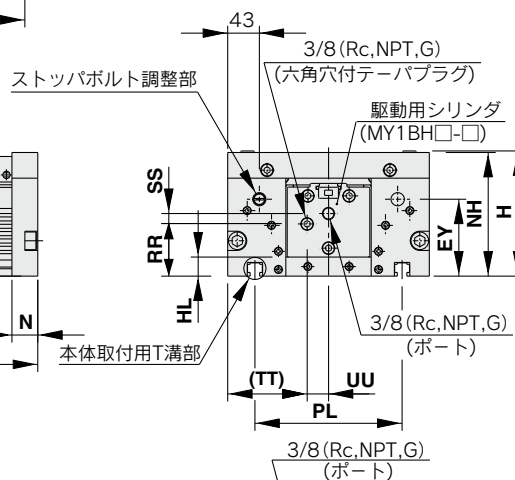 43
3/8(Rc,NPT,G)
(六角穴付テーパプラグ)
ストッパボルト調整部
駆動用シリンダ
(MY1BH□-□)
SS
RR
HL
EY
NH
H
N
3/8(Rc,NPT,G)
(ポート)
本体取付用T溝部
(TT)
UU
PL
3/8(Rc,NPT,G)
(ポート)